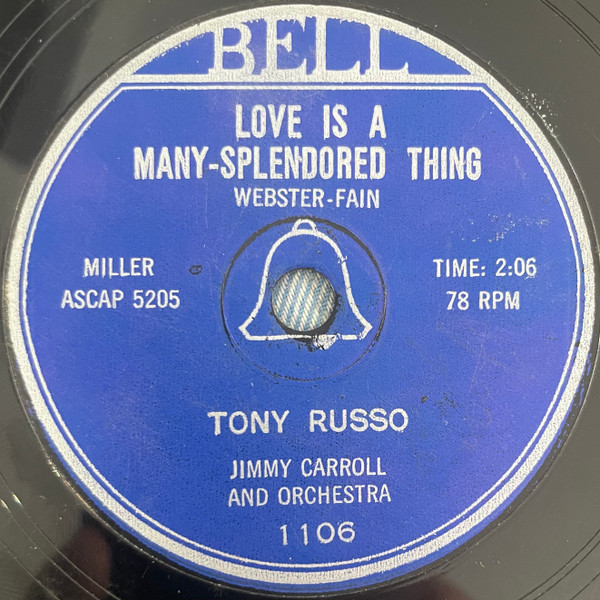 BELL
LOVE IS A
MANY-SPLENDORED THING
WEBSTER-FAIN
MILLER
ASCAP 5205
TIME: 2:06
78 RPM
TONY RUSSO
JIMMY CARROLL
AND ORCHESTRA
1106